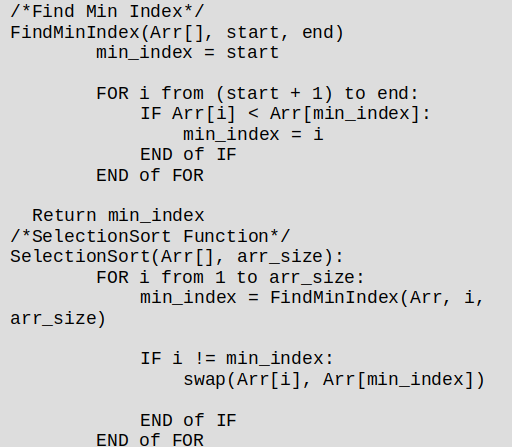 /*Find Min Index*/
FindMinIndex(Arr[], start, end)
min_index = start
FOR i from (start + 1) to end:
IF Arr[i] < Arr[min_index]:
min_index = i
END of IF
END of FOR
Return min_index
/*SelectionSort Function*/
SelectionSort(Arr[], arr_size):
FOR i from 1 to arr_size:
min_index = FindMinIndex(Arr, i,
arr_size)
IF i != min_index:
swap(Arr[i], Arr[min_index])
END of IF
END of FOR